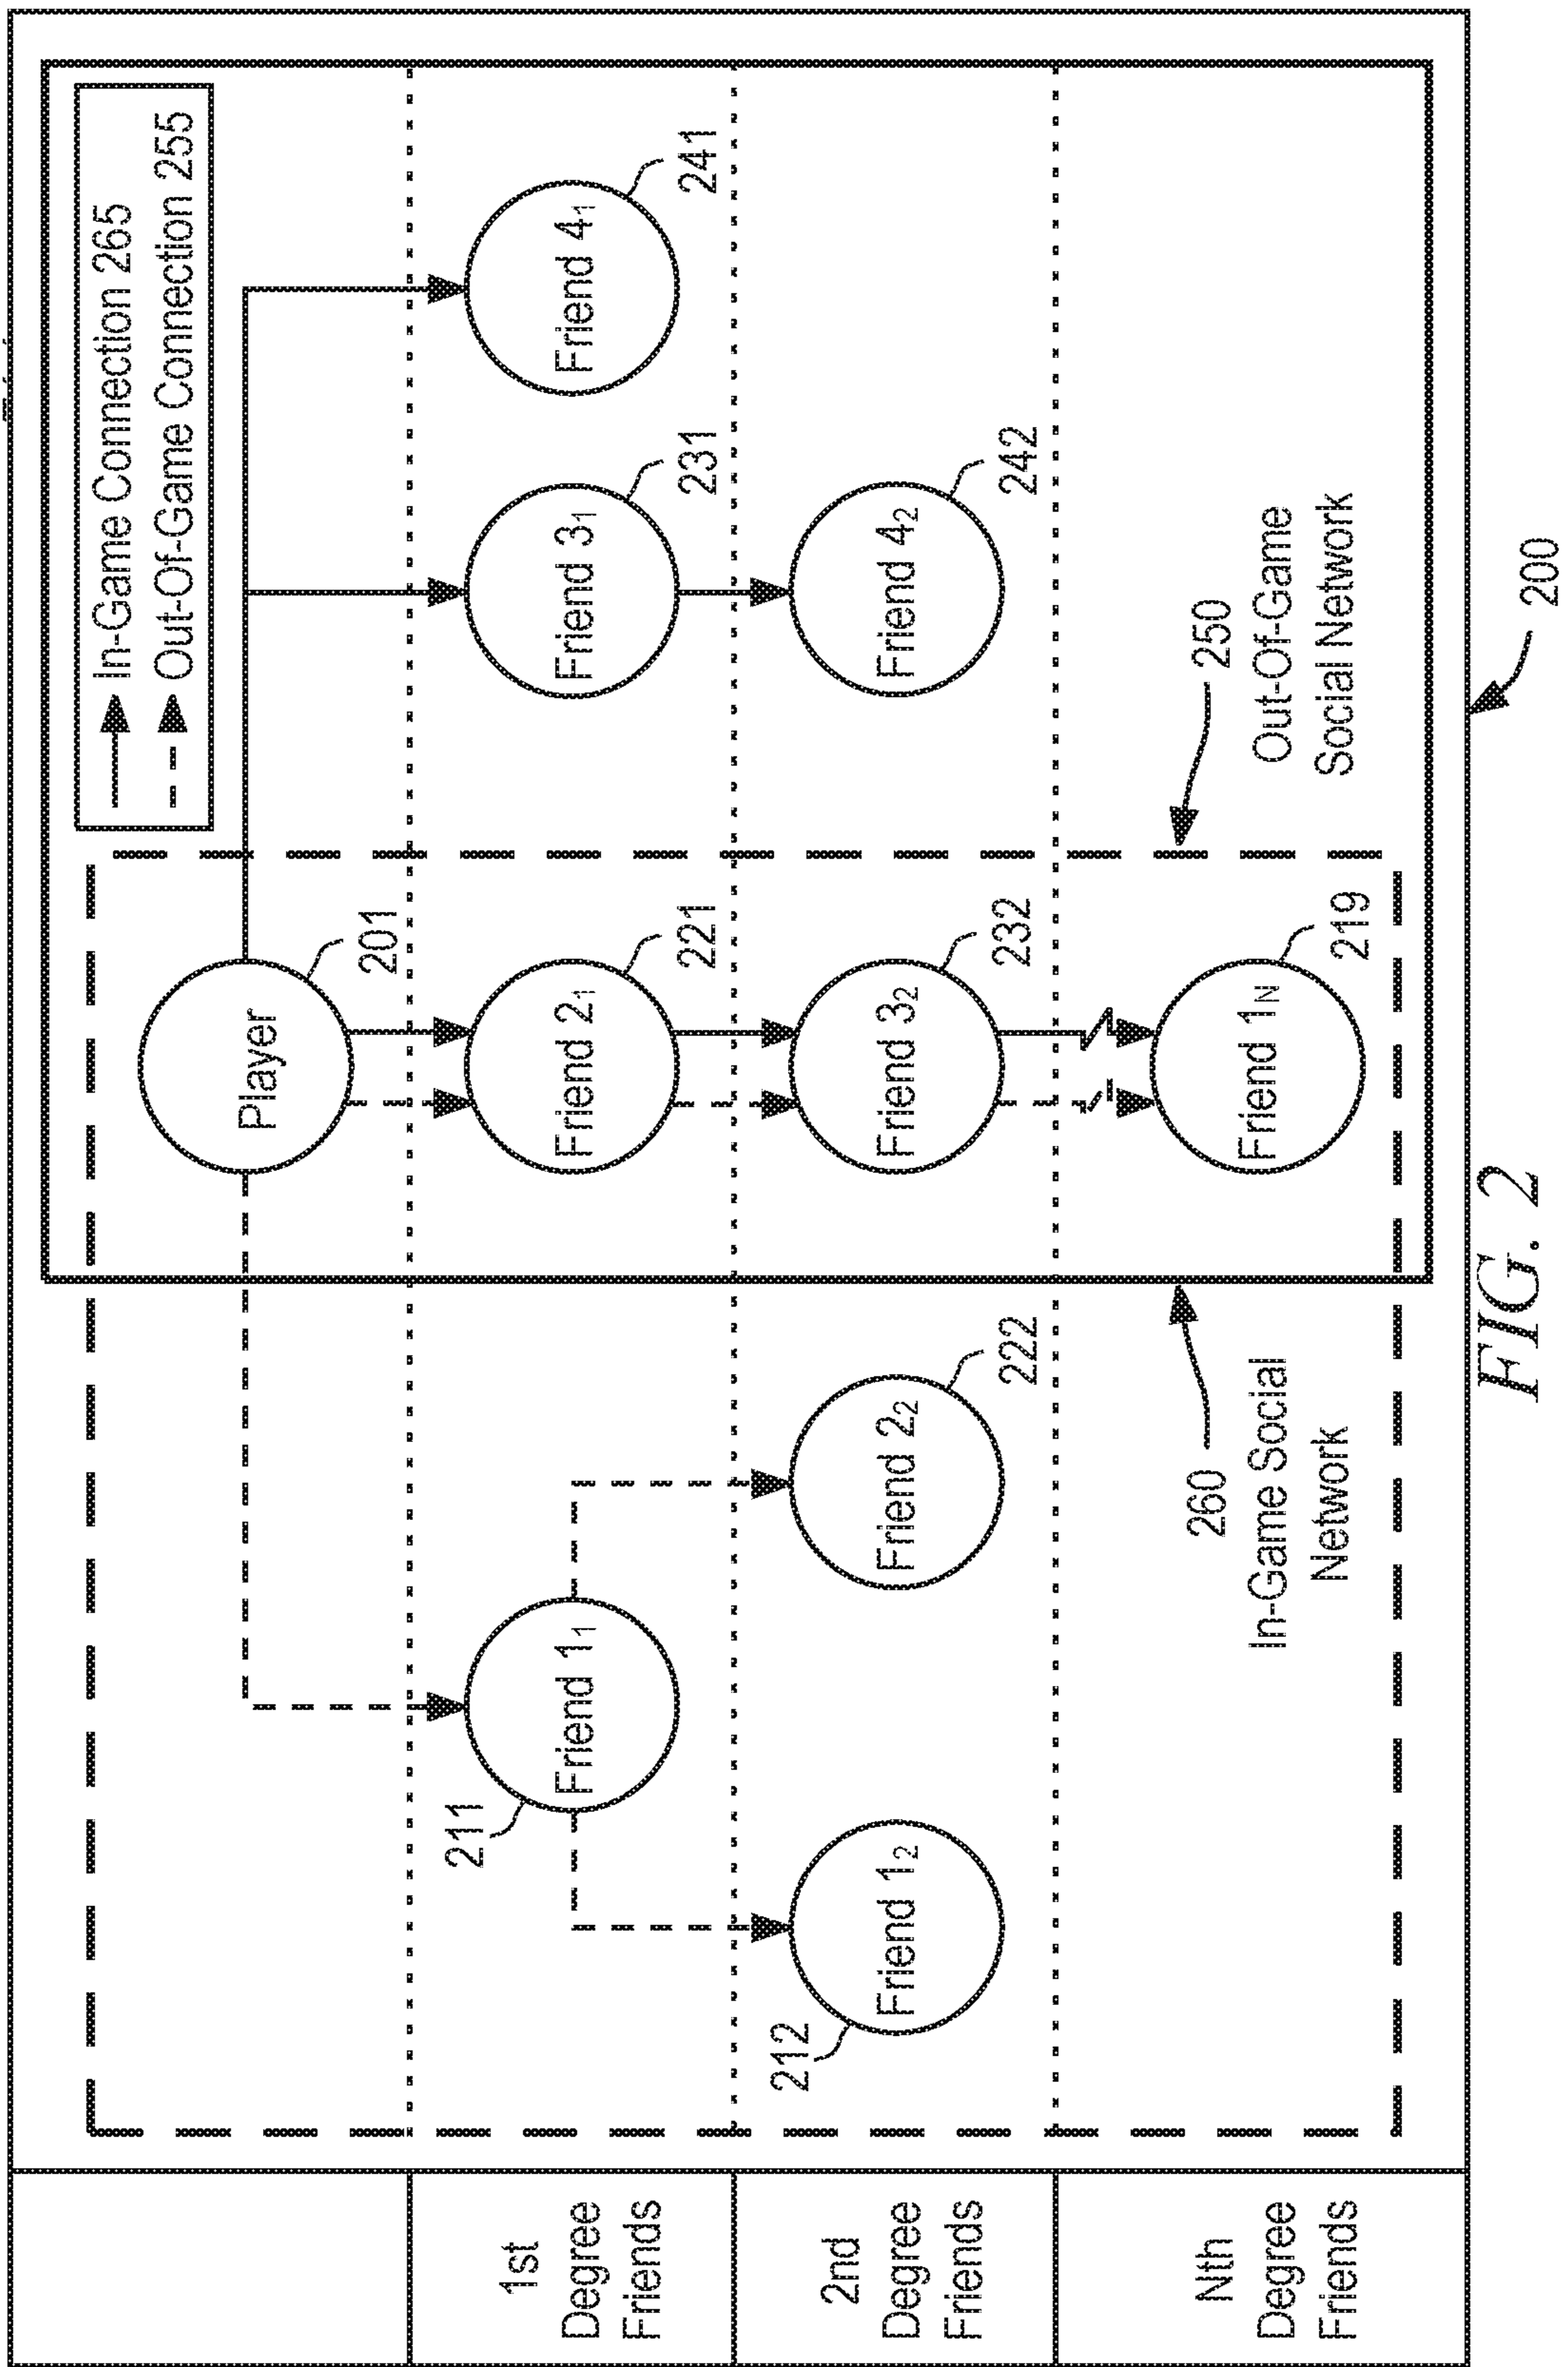 In-Game Connection 265
Out-Of-Game Connection 255
Player
201
1st
Degree
Friends
211
Friend 1₁
Friend 2₁
221
Friend 3₁
231
Friend 4₁
241
2nd
Degree
Friends
212
Friend 1₂
Friend 2₂
222
Friend 3₂
232
Friend 4₂
242
Nth
Degree
Friends
260
In-Game Social
Network
Friend 1N
219
250
Out-Of-Game
Social Network
200
FIG. 2